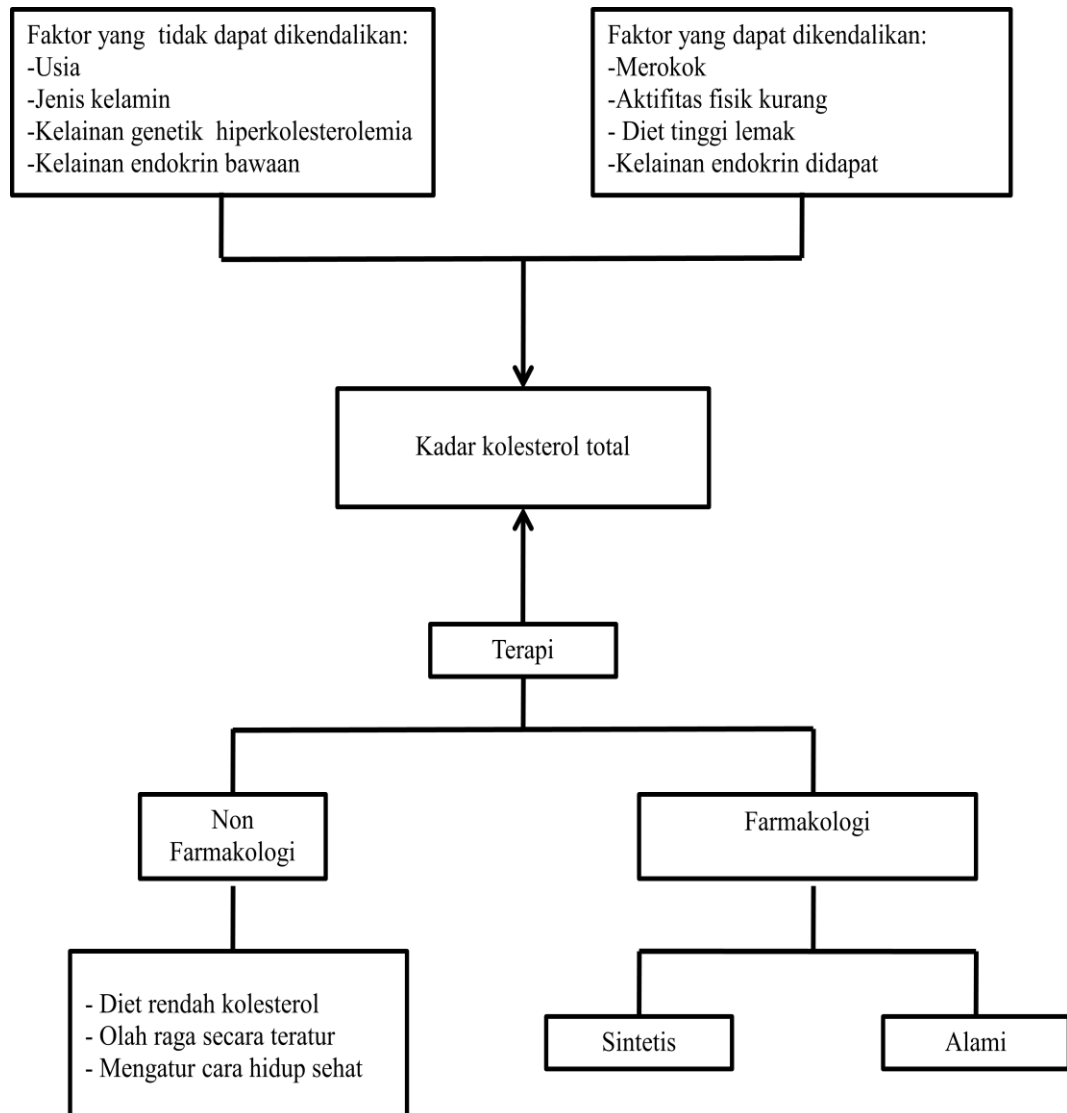 Faktor yang tidak dapat dikendalikan:
-Usia
-Jenis kelamin
-Kelainan genetik hiperkolesterolemia
-Kelainan endokrin bawaan
Faktor yang dapat dikendalikan:
-Merokok
-Aktifitas fisik kurang
- Diet tinggi lemak
-Kelainan endokrin didapat
Kadar kolesterol total
Terapi
Non
Farmakologi
Farmakologi
- Diet rendah kolesterol
- Olah raga secara teratur
- Mengatur cara hidup sehat
Sintetis
Alami